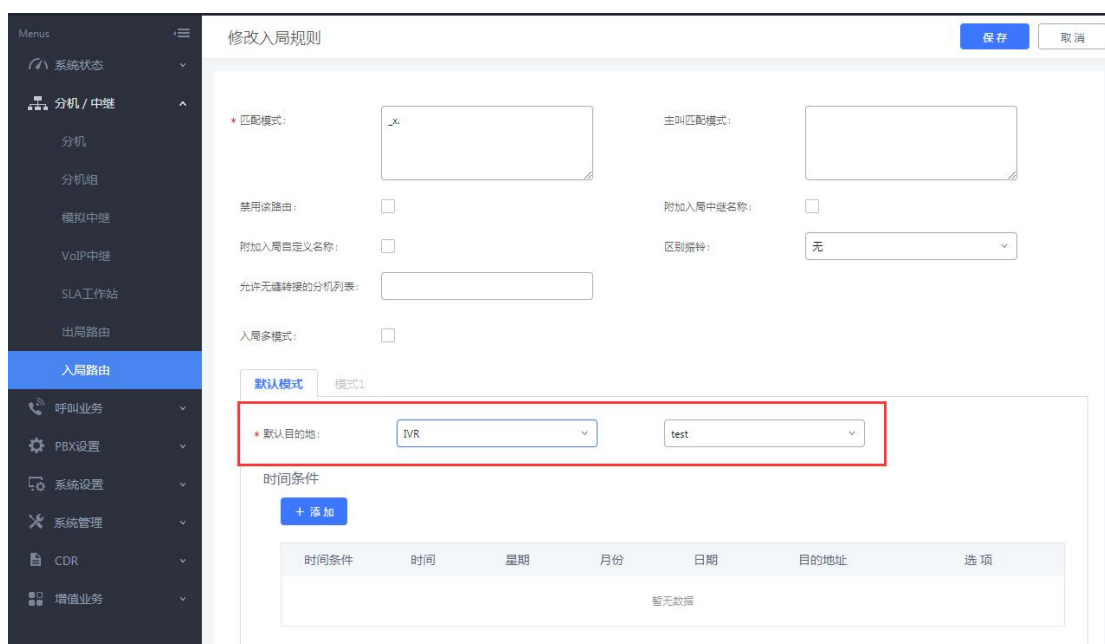 Menus
系统状态
分机 / 中继
分机
分机组
模拟中继
VoIP中继
SLA工作站
出局路由
入局路由
呼叫业务
PBX设置
系统设置
系统管理
CDR
增值业务
修改入局规则
保存 取消
* 匹配模式: _x. 主叫匹配模式:
禁用该路由: 附加入局中继名称:
附加入局自定义名称: 区别振铃: 无
允许无缝转接的分机列表:
入局多模式:
默认模式 模式1
* 默认目的地: IVR test
时间条件
+ 添加
时间条件 时间 星期 月份 日期 目的地址 选项
暂无数据